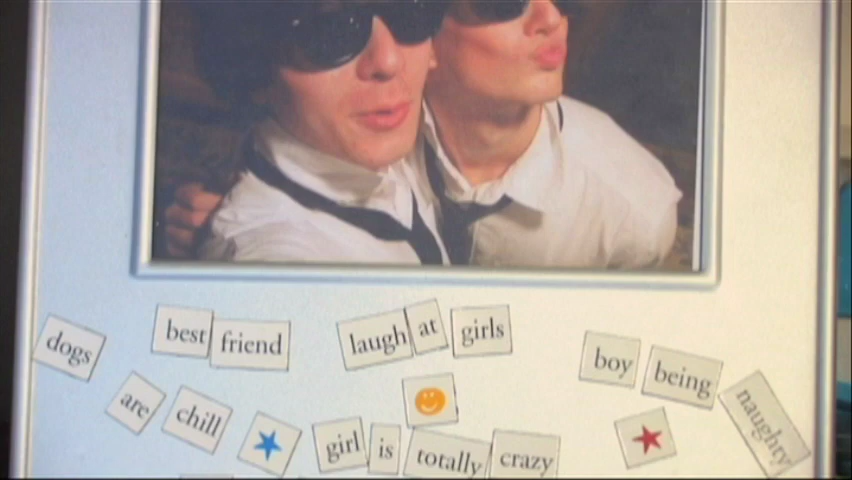 dogs best friend laugh at girls boy being naughty
are chill girl is totally crazy